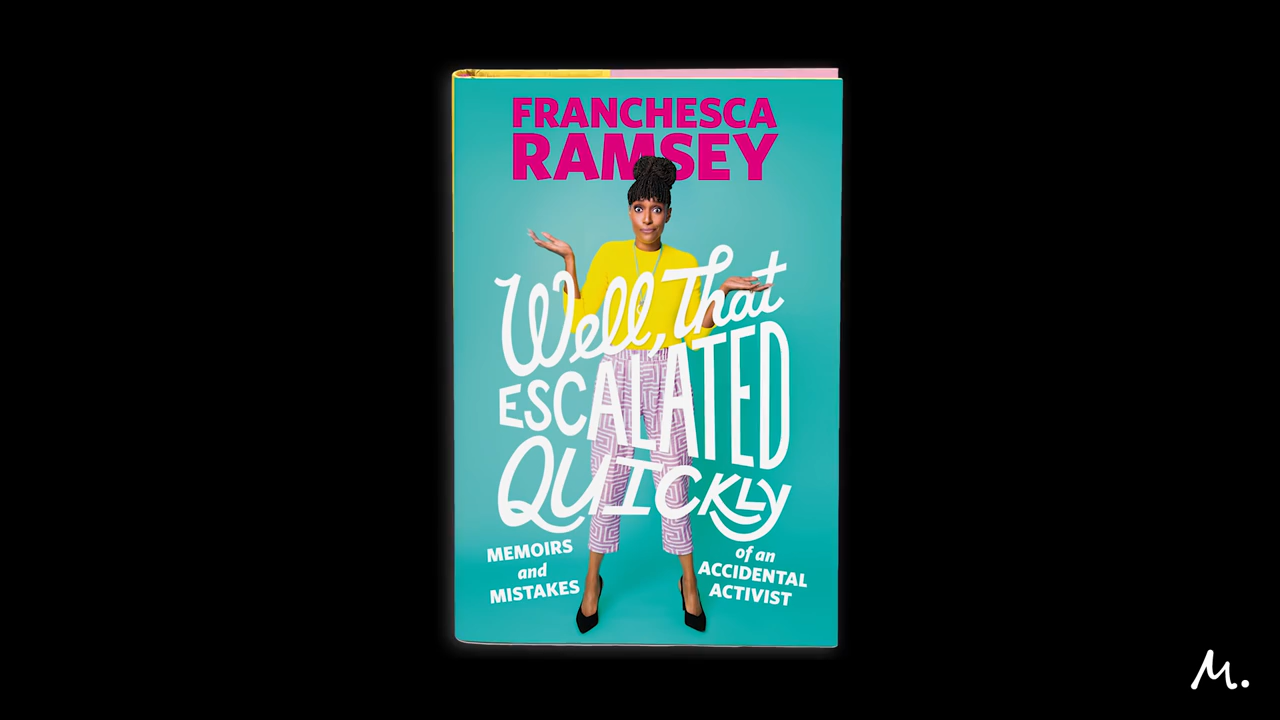 FRANCHESCA
RAMSEY
Well, That
ESCALATED
QUICKLY
MEMOIRS
and
MISTAKES
of an
ACCIDENTAL
ACTIVIST
M.